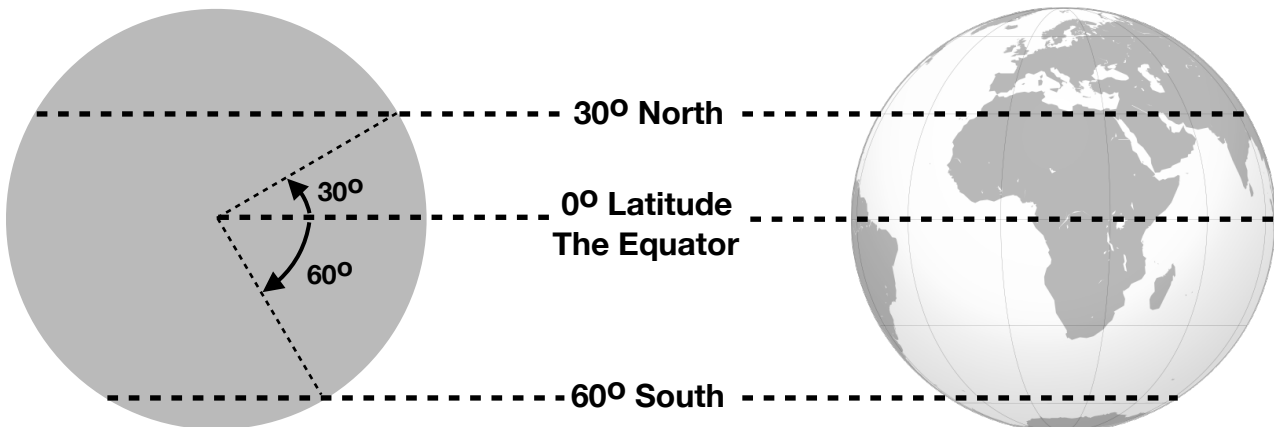 30º North
30º
0º Latitude
The Equator
60º
60º South